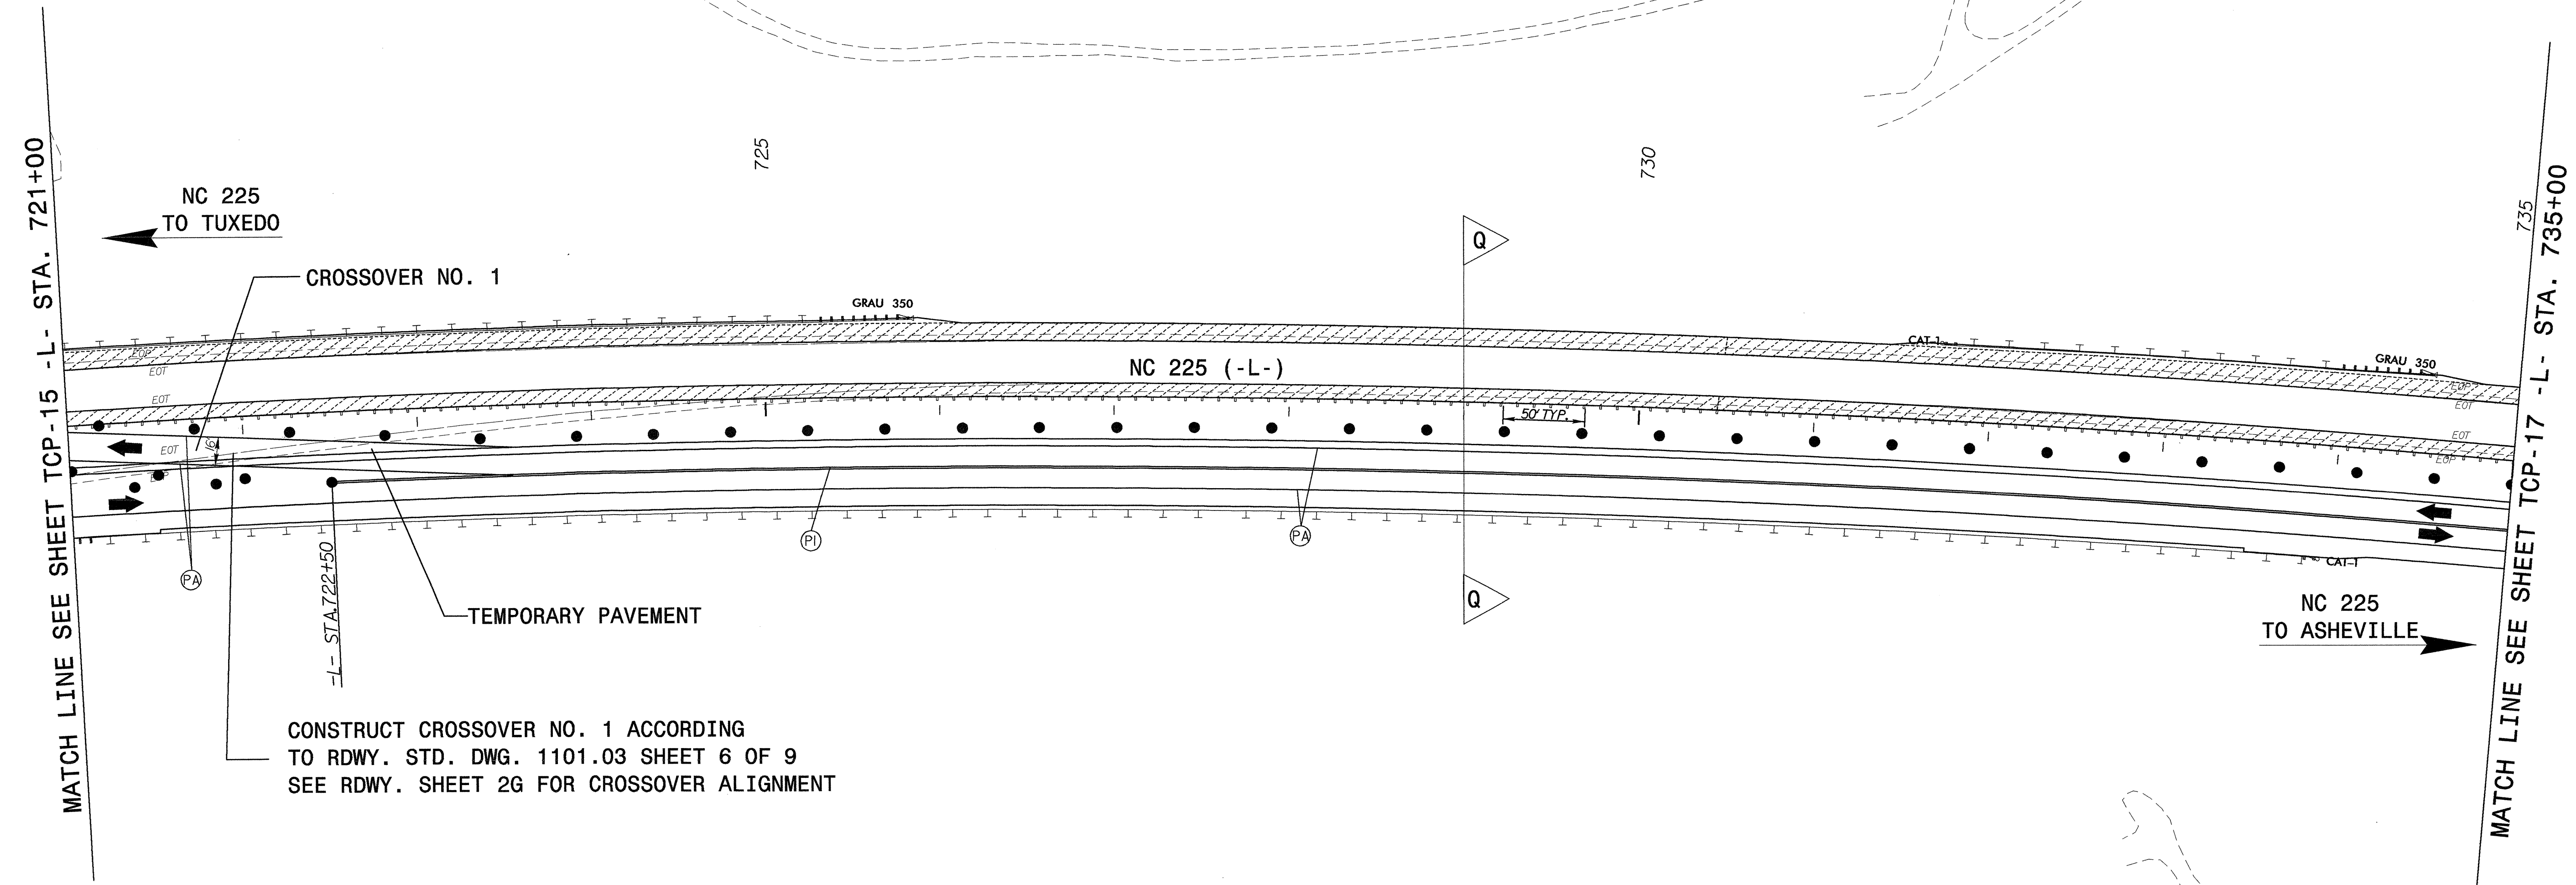 MATCH LINE SEE SHEET TCP-15 -L- STA. 721+00
NC 225
TO TUXEDO
CROSSOVER NO. 1
725
730
735
MATCH LINE SEE SHEET TCP-17 -L- STA. 735+00
Q
GRAU 350
CAT-1
GRAU 350
NC 225 (-L-)
EOP
EOT
EOT
EOT
EOP
16'
50' TYP.
EOP
EOT
EOT
EOP
PA
PI
PA
Q
CAT-1
-L- STA.722+50
TEMPORARY PAVEMENT
NC 225
TO ASHEVILLE
CONSTRUCT CROSSOVER NO. 1 ACCORDING
TO RDWY. STD. DWG. 1101.03 SHEET 6 OF 9
SEE RDWY. SHEET 2G FOR CROSSOVER ALIGNMENT